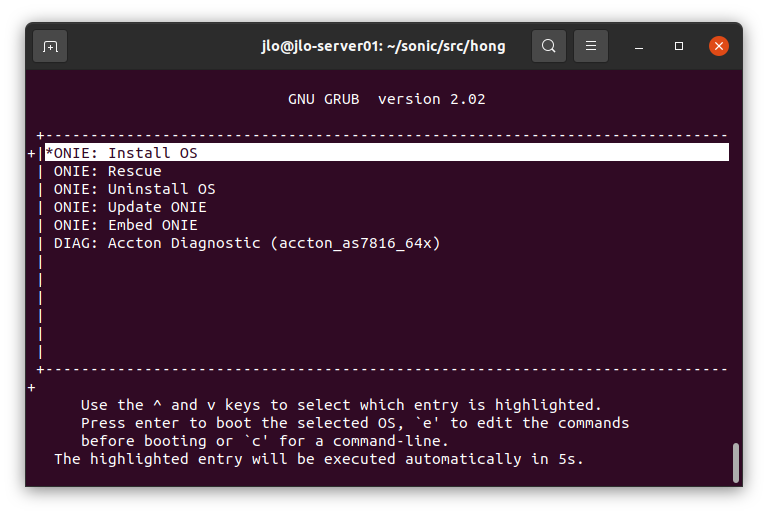 jlo@jlo-server01: ~/sonic/src/hong
GNU GRUB  version 2.02
+----------------------------------------------------------------------------
+|*ONIE: Install OS
| ONIE: Rescue
| ONIE: Uninstall OS
| ONIE: Update ONIE
| ONIE: Embed ONIE
| DIAG: Accton Diagnostic (accton_as7816_64x)
|
|
|
|
|
|
+----------------------------------------------------------------------------
+
Use the ^ and v keys to select which entry is highlighted.
Press enter to boot the selected OS, `e' to edit the commands
before booting or `c' for a command-line.
The highlighted entry will be executed automatically in 5s.